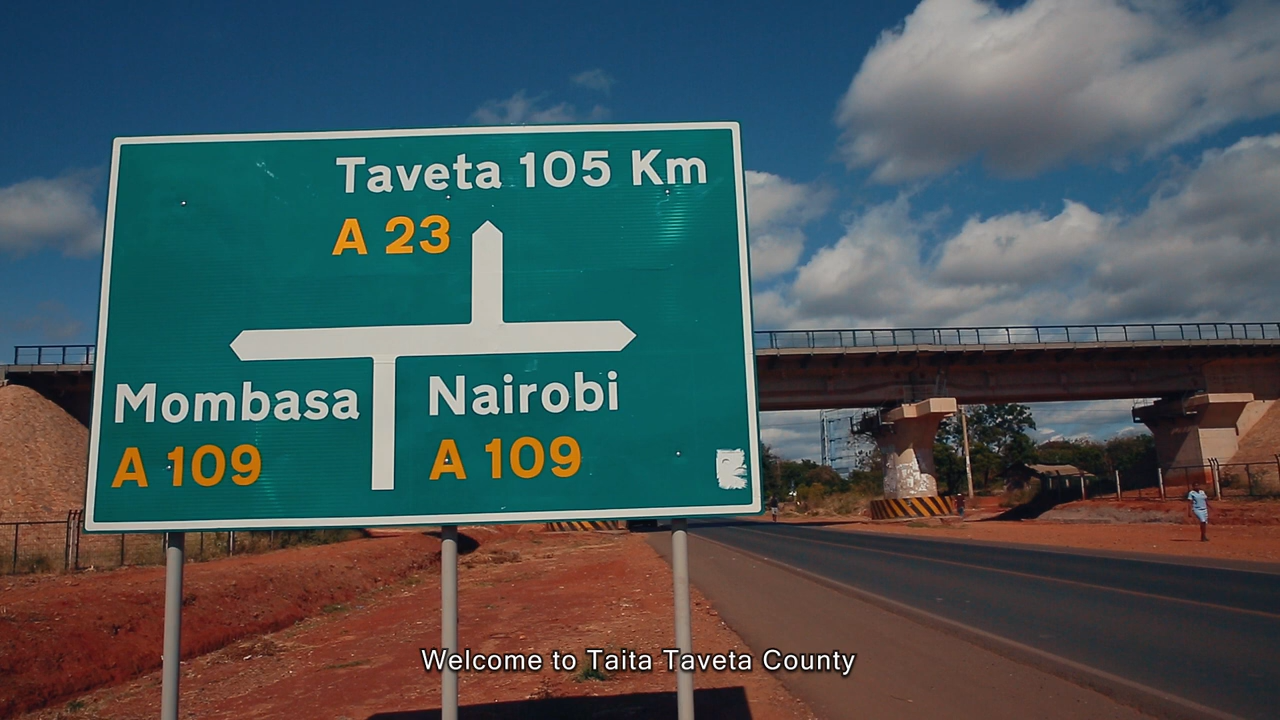 Taveta 105 Km
A 23
Mombasa
A 109
Nairobi
A 109
Welcome to Taita Taveta County